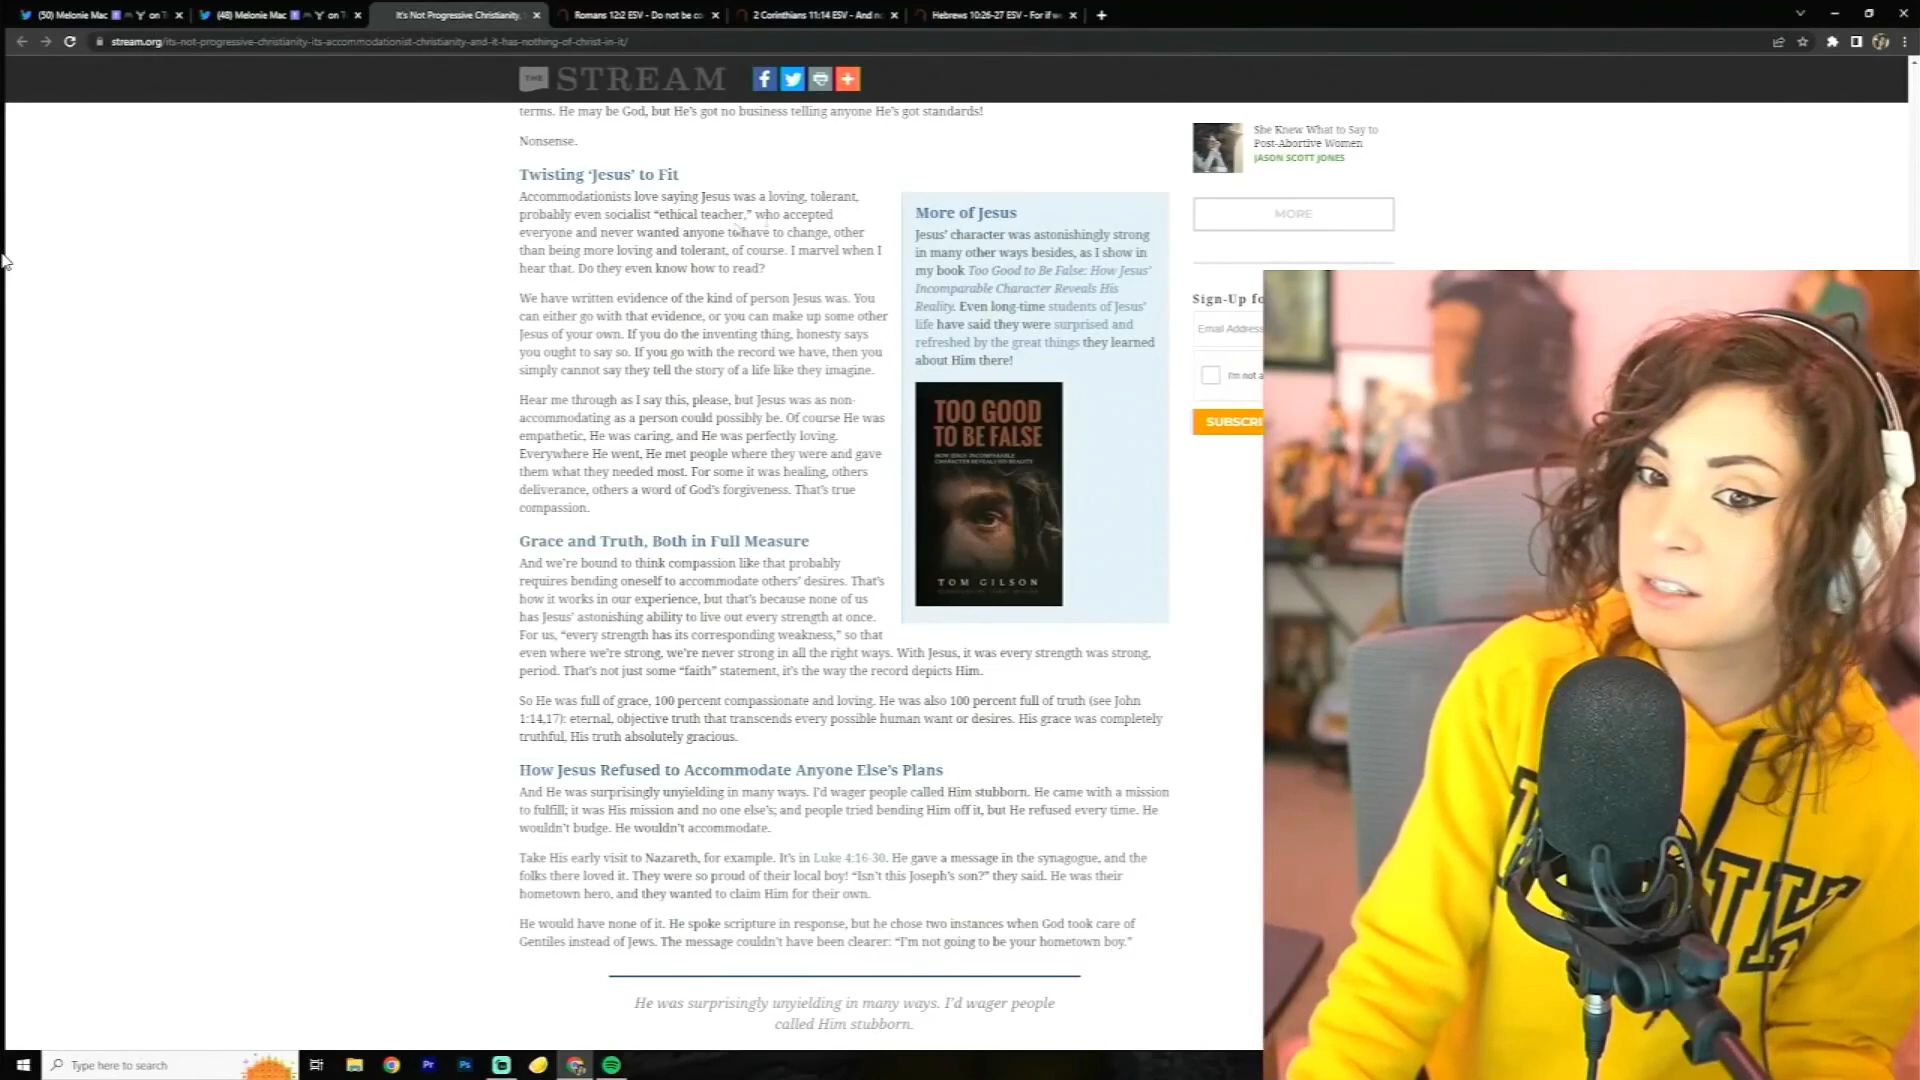 (50) Melonie Mac
on T
(48) Melonie Mac
on T
It's Not Progressive Christianity,
Romans 12:2 ESV - Do not be co
2 Corinthians 11:14 ESV - And no
Hebrews 10:26-27 ESV - For if we
stream.org/its-not-progressive-christianity-its-accommodationist-christianity-and-it-has-nothing-of-christ-in-it/
THE STREAM
terms. He may be God, but He's got no business telling anyone He's got standards!
Nonsense.
Twisting 'Jesus' to Fit
Accommodationists love saying Jesus was a loving, tolerant,
probably even socialist "ethical teacher," who accepted
everyone and never wanted anyone to have to change, other
than being more loving and tolerant, of course. I marvel when I
hear that. Do they even know how to read?
We have written evidence of the kind of person Jesus was. You
can either go with that evidence, or you can make up some other
Jesus of your own. If you do the inventing thing, honesty says
you ought to say so. If you go with the record we have, then you
simply cannot say they tell the story of a life like they imagine.
Hear me through as I say this, please, but Jesus was as non-
accommodating as a person could possibly be. Of course He was
empathetic, He was caring, and He was perfectly loving.
Everywhere He went, He met people where they were and gave
them what they needed most. For some it was healing, others
deliverance, others a word of God's forgiveness. That's true
compassion.
Grace and Truth, Both in Full Measure
And we're bound to think compassion like that probably
requires bending oneself to accommodate others' desires. That's
how it works in our experience, but that's because none of us
has Jesus' astonishing ability to live out every strength at once.
For us, "every strength has its corresponding weakness," so that
even where we're strong, we're never strong in all the right ways. With Jesus, it was every strength was strong,
period. That's not just some "faith" statement, it's the way the record depicts Him.
So He was full of grace, 100 percent compassionate and loving. He was also 100 percent full of truth (see John
1:14,17): eternal, objective truth that transcends every possible human want or desires. His grace was completely
truthful, His truth absolutely gracious.
How Jesus Refused to Accommodate Anyone Else's Plans
And He was surprisingly unyielding in many ways. I'd wager people called Him stubborn. He came with a mission
to fulfill; it was His mission and no one else's; and people tried bending Him off it, but He refused every time. He
wouldn't budge. He wouldn't accommodate.
Take His early visit to Nazareth, for example. It's in Luke 4:16-30. He gave a message in the synagogue, and the
folks there loved it. They were so proud of their local boy! "Isn't this Joseph's son?" they said. He was their
hometown hero, and they wanted to claim Him for their own.
He would have none of it. He spoke scripture in response, but he chose two instances when God took care of
Gentiles instead of Jews. The message couldn't have been clearer: "I'm not going to be your hometown boy."
He was surprisingly unyielding in many ways. I'd wager people
called Him stubborn.
More of Jesus
Jesus' character was astonishingly strong
in many other ways besides, as I show in
my book Too Good to Be False: How Jesus'
Incomparable Character Reveals His
Reality. Even long-time students of Jesus'
life have said they were surprised and
refreshed by the great things they learned
about Him there!
TOO GOOD
TO BE FALSE
HOW JESUS' INCOMPARABLE
CHARACTER REVEALS HIS REALITY
TOM GILSON
She Knew What to Say to
Post-Abortive Women
JASON SCOTT JONES
MORE
Sign-Up fo
Email Address
I'm not a
SUBSCRI
Type here to search
Pr
Ps